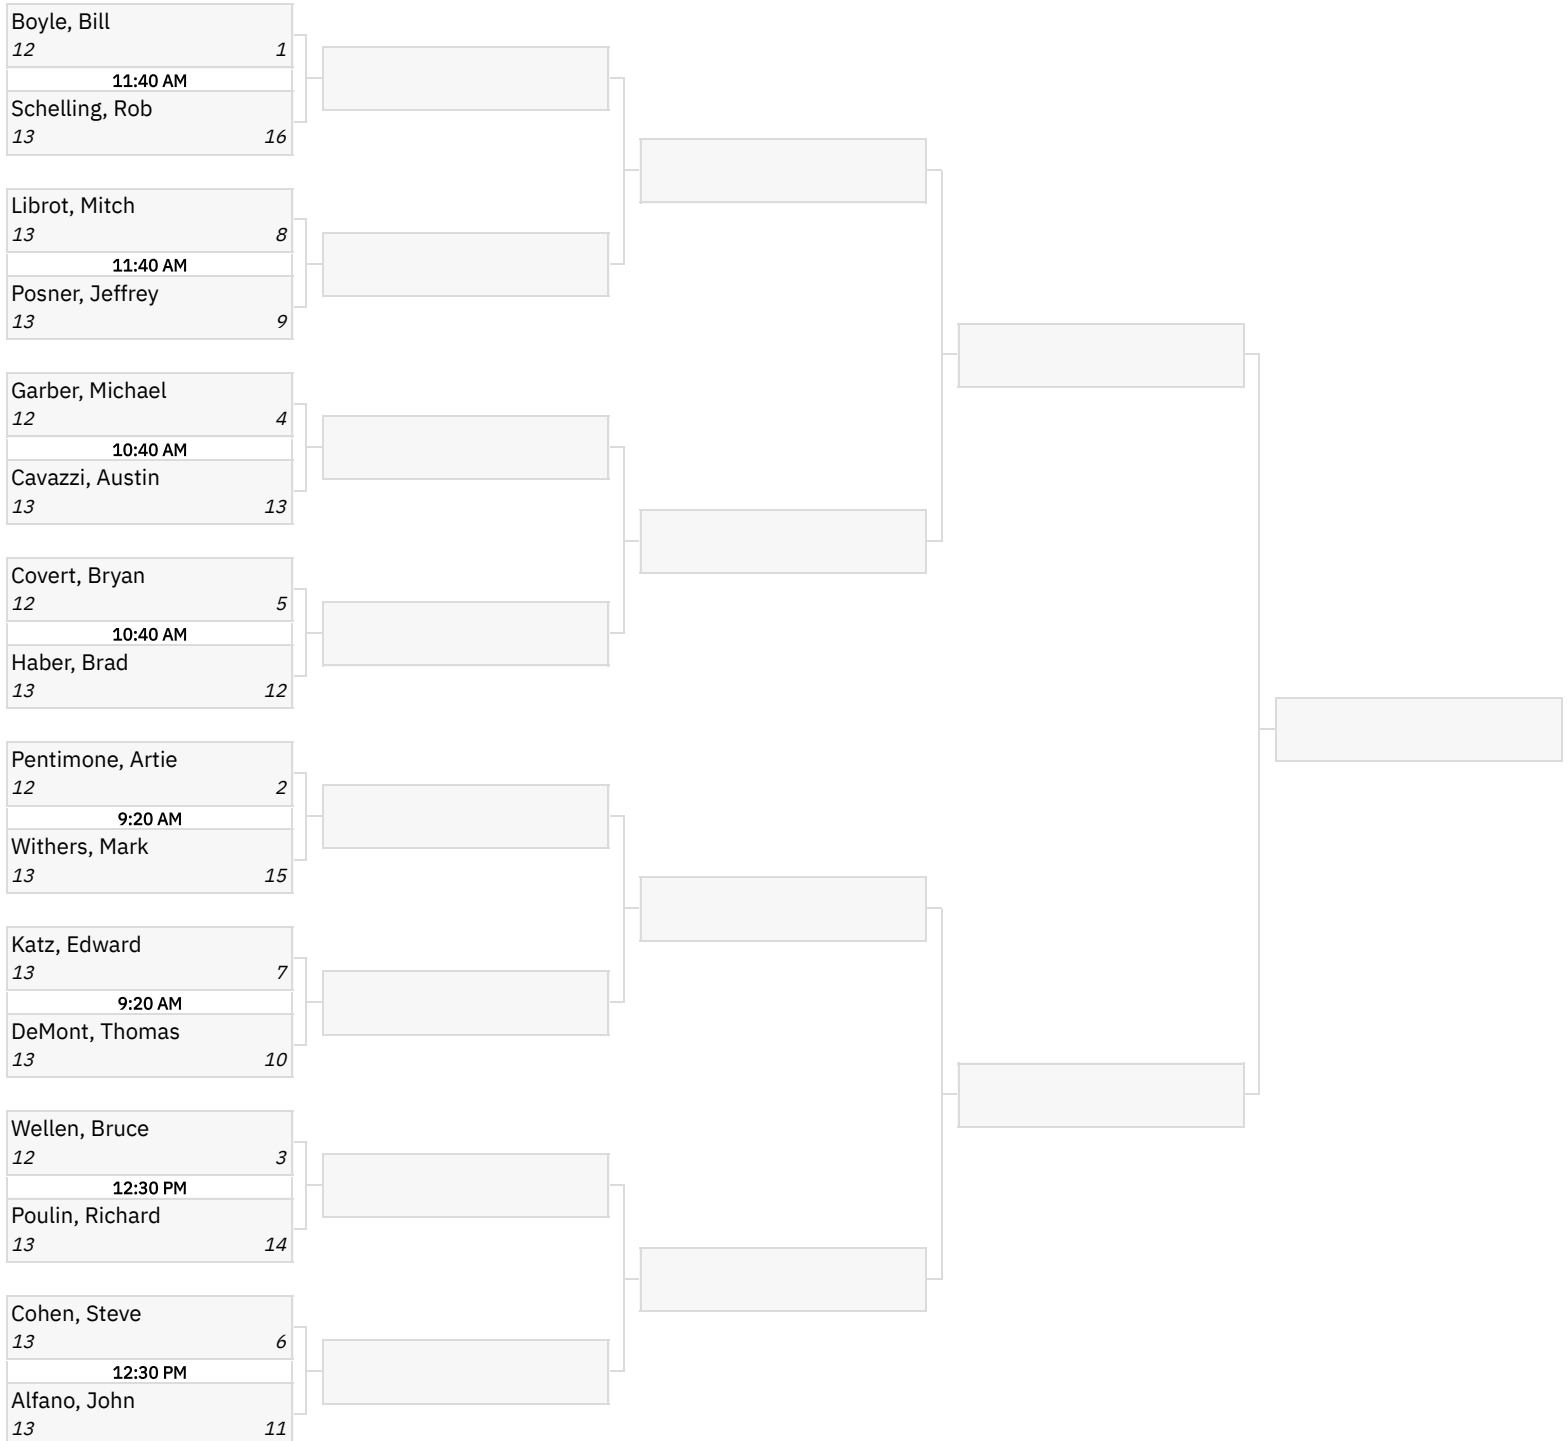 Boyle, Bill
12 1
11:40 AM
Schelling, Rob
13 16
Librot, Mitch
13 8
11:40 AM
Posner, Jeffrey
13 9
Garber, Michael
12 4
10:40 AM
Cavazzi, Austin
13 13
Covert, Bryan
12 5
10:40 AM
Haber, Brad
13 12
Pentimone, Artie
12 2
9:20 AM
Withers, Mark
13 15
Katz, Edward
13 7
9:20 AM
DeMont, Thomas
13 10
Wellen, Bruce
12 3
12:30 PM
Poulin, Richard
13 14
Cohen, Steve
13 6
12:30 PM
Alfano, John
13 11